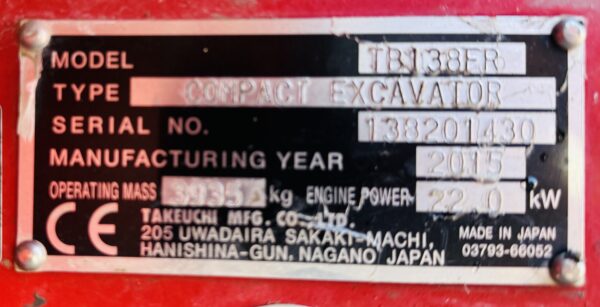 MODEL TB138FR
TYPE COMPACT EXCAVATOR
SERIAL NO. 138201430
MANUFACTURING YEAR 2015
OPERATING MASS kg ENGINE POWER 22.0 kW
CE TAKEUCHI MFG. CO., LTD.
205 UWADAIRA SAKAKI-MACHI, MADE IN JAPAN
HANISHINA-GUN, NAGANO JAPAN 03793-66052